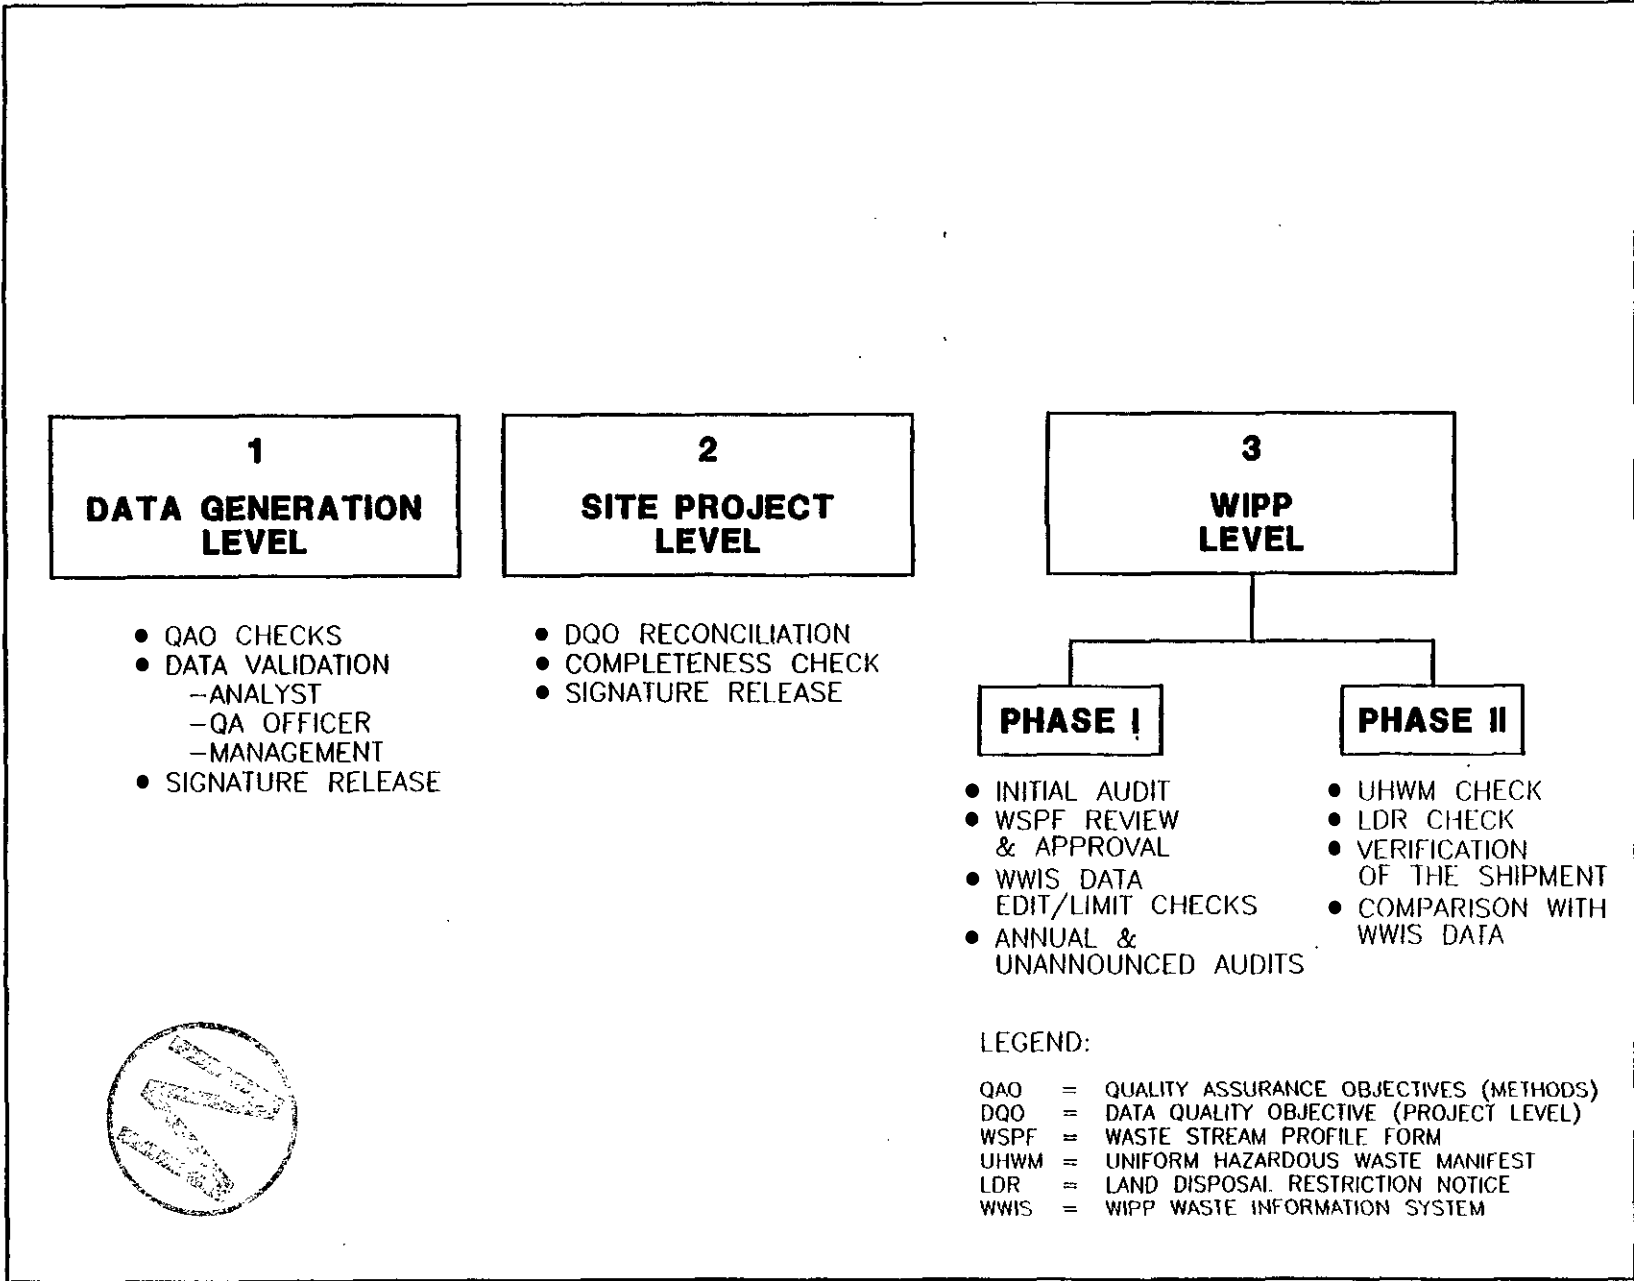 1
DATA GENERATION
LEVEL
● QAO CHECKS
● DATA VALIDATION
–ANALYST
–QA OFFICER
–MANAGEMENT
● SIGNATURE RELEASE
2
SITE PROJECT
LEVEL
● DQO RECONCILIATION
● COMPLETENESS CHECK
● SIGNATURE RELEASE
3
WIPP
LEVEL
PHASE I
● INITIAL AUDIT
● WSPF REVIEW
& APPROVAL
● WWIS DATA
EDIT/LIMIT CHECKS
● ANNUAL &
UNANNOUNCED AUDITS
PHASE II
● UHWM CHECK
● LDR CHECK
● VERIFICATION
OF THE SHIPMENT
● COMPARISON WITH
WWIS DATA
LEGEND:
QAO = QUALITY ASSURANCE OBJECTIVES (METHODS)
DQO = DATA QUALITY OBJECTIVE (PROJECT LEVEL)
WSPF = WASTE STREAM PROFILE FORM
UHWM = UNIFORM HAZARDOUS WASTE MANIFEST
LDR = LAND DISPOSAL RESTRICTION NOTICE
WWIS = WIPP WASTE INFORMATION SYSTEM